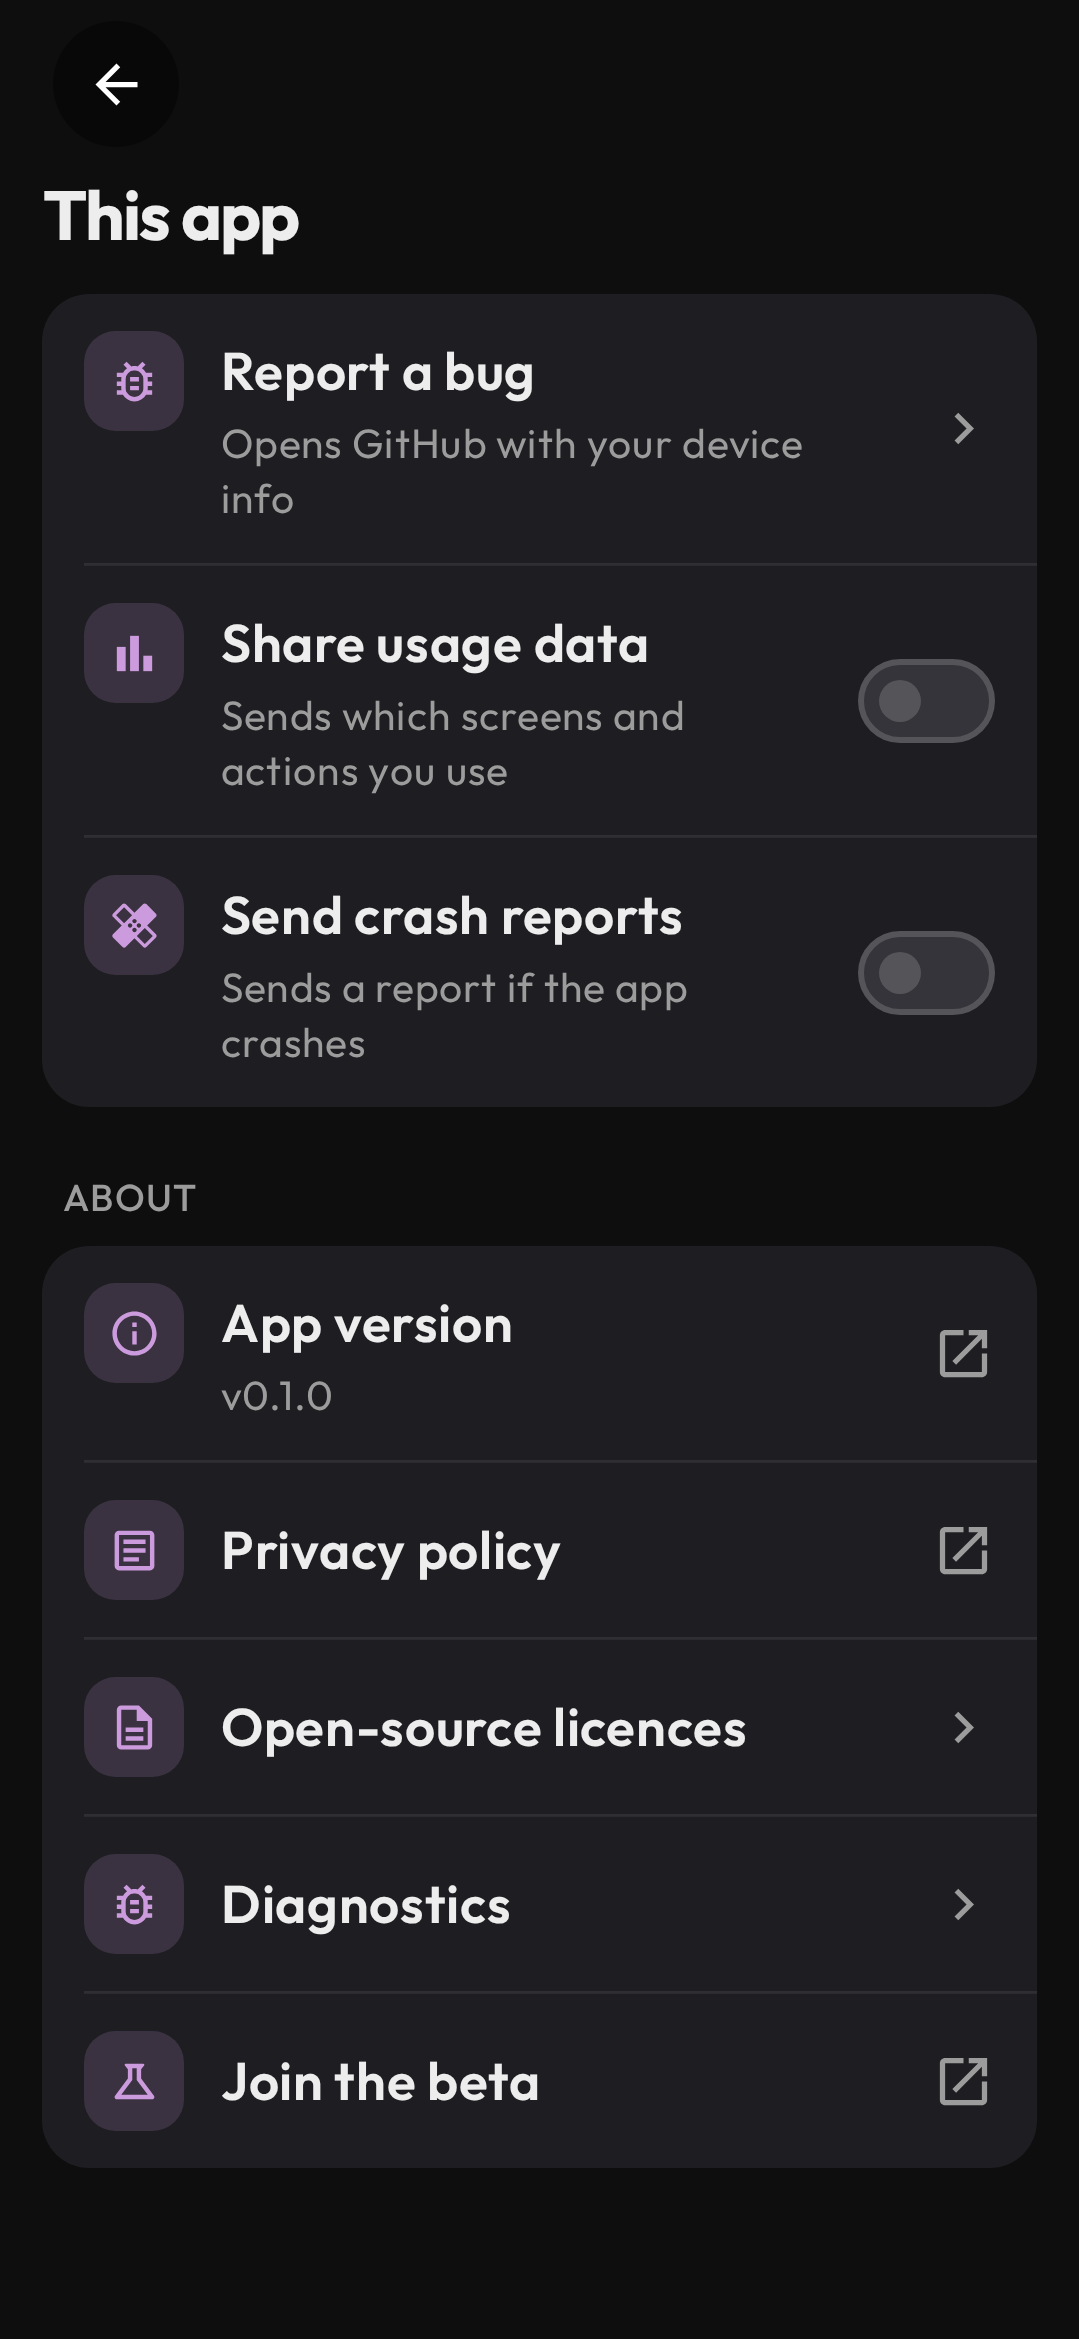 This app
Report a bug
Opens GitHub with your device
info
Share usage data
Sends which screens and
actions you use
Send crash reports
Sends a report if the app
crashes
ABOUT
App version
v0.1.0
Privacy policy
Open-source licences
Diagnostics
Join the beta